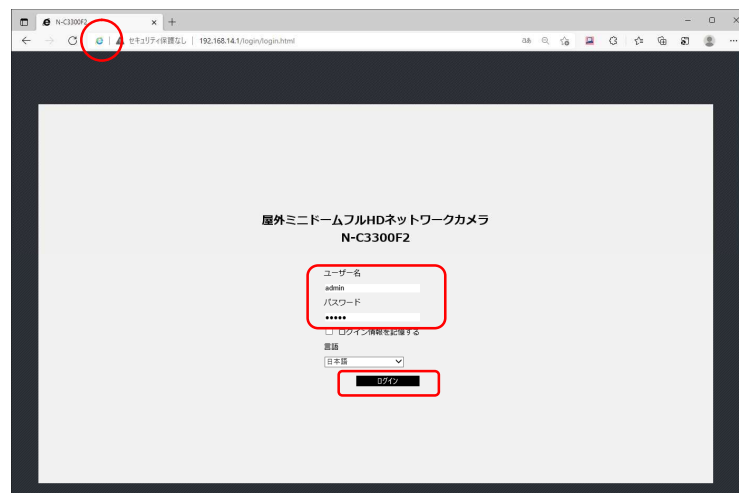 N-C3300F2
セキュリティ保護なし | 192.168.14.1/login/login.html
屋外ミニドームフルHDネットワークカメラ
N-C3300F2
ユーザー名
admin
パスワード
•••••
ログイン情報を記憶する
言語
日本語
ログイン